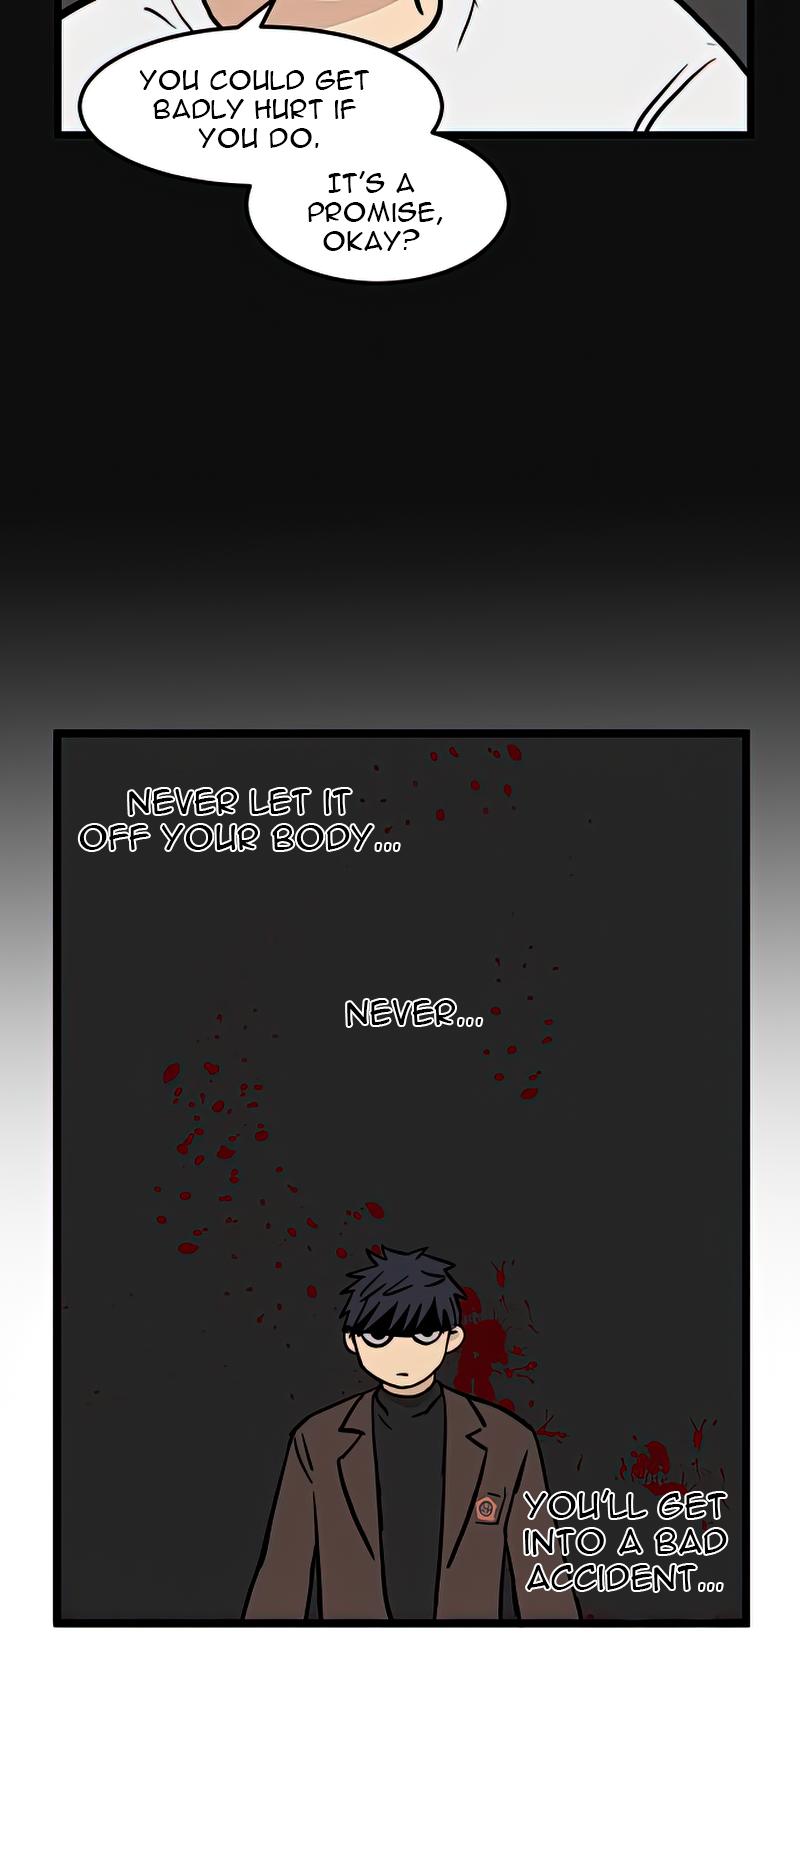 YOU COULD GET
BADLY HURT IF
YOU DO.
IT'S A
PROMISE,
OKAY?
NEVER LET IT
OFF YOUR BODY...
NEVER...
YOU'LL GET
INTO A BAD
ACCIDENT...